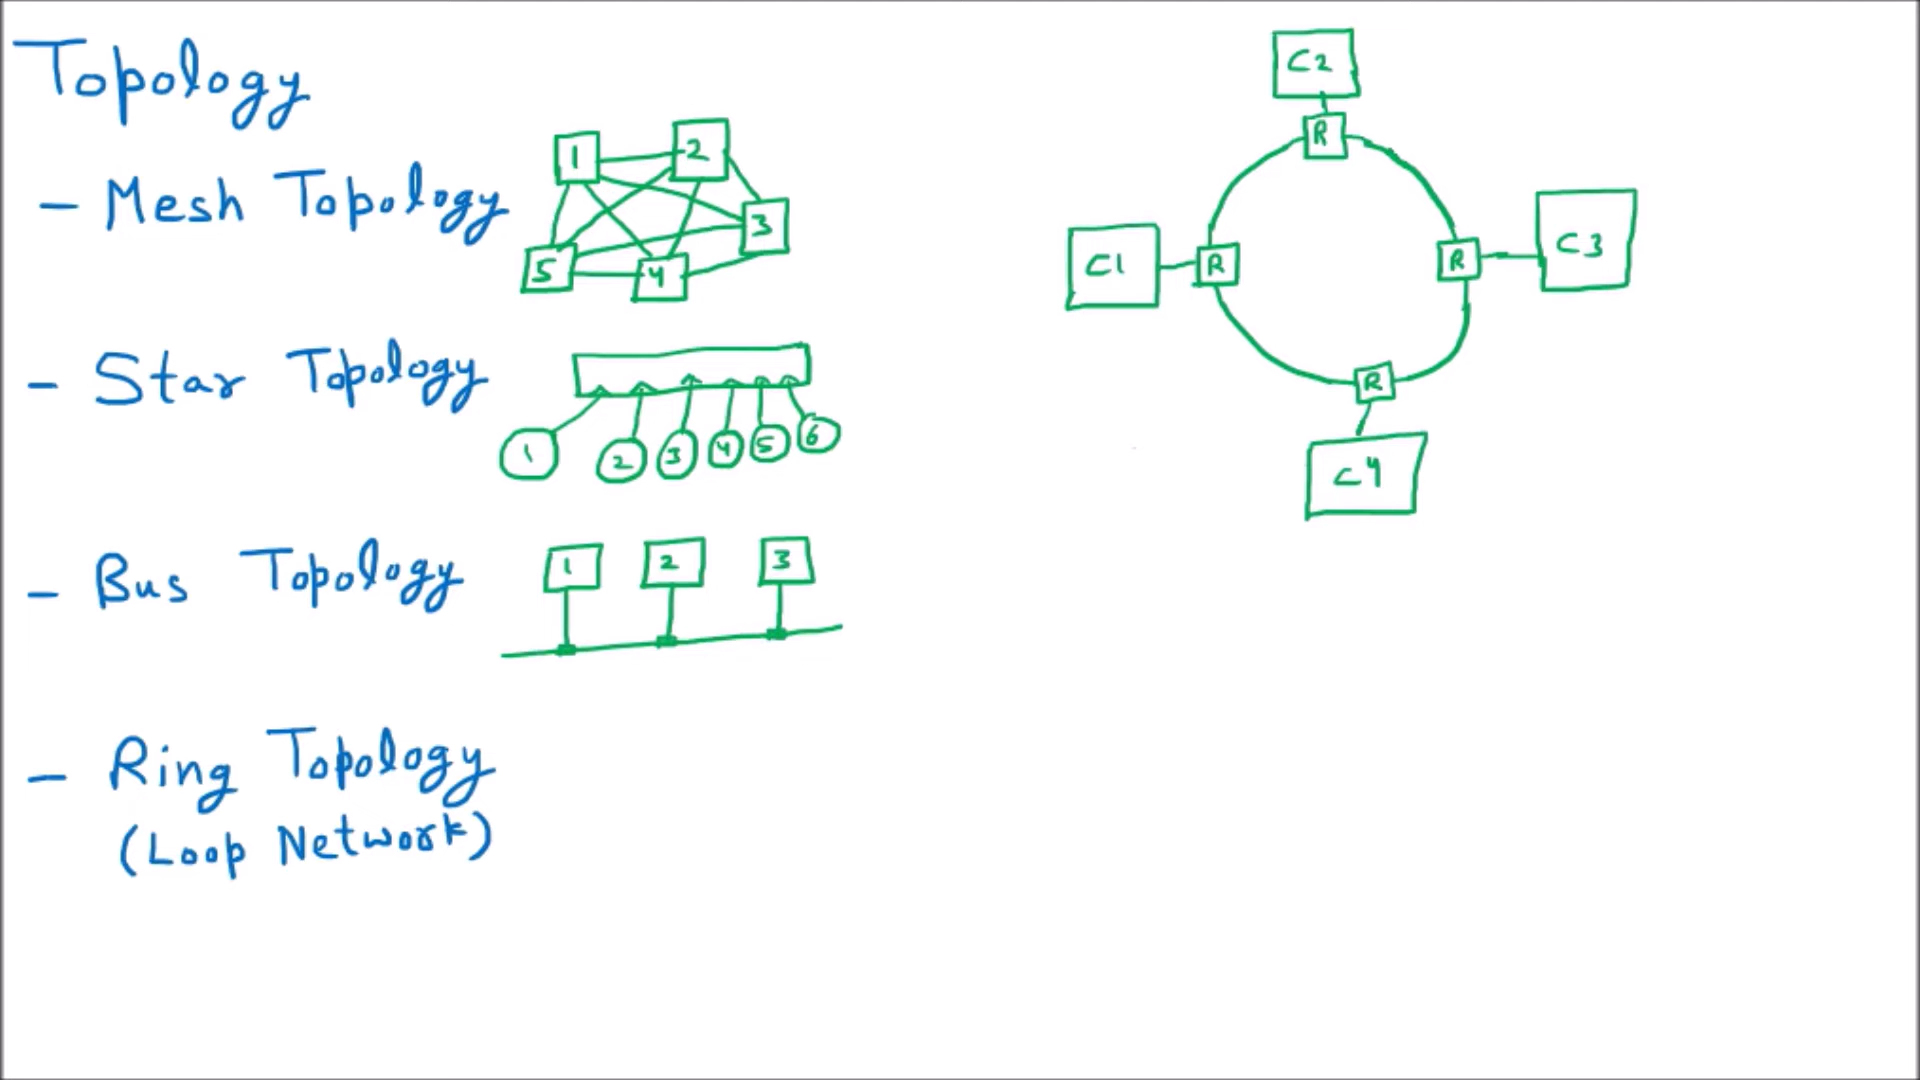 Topology
- Mesh Topology
1 2
3
5 4
- Star Topology
1 2 3 4 5 6
- Bus Topology
1 2 3
- Ring Topology
(Loop Network)
C2
R
C1 R
R C3
R
C4